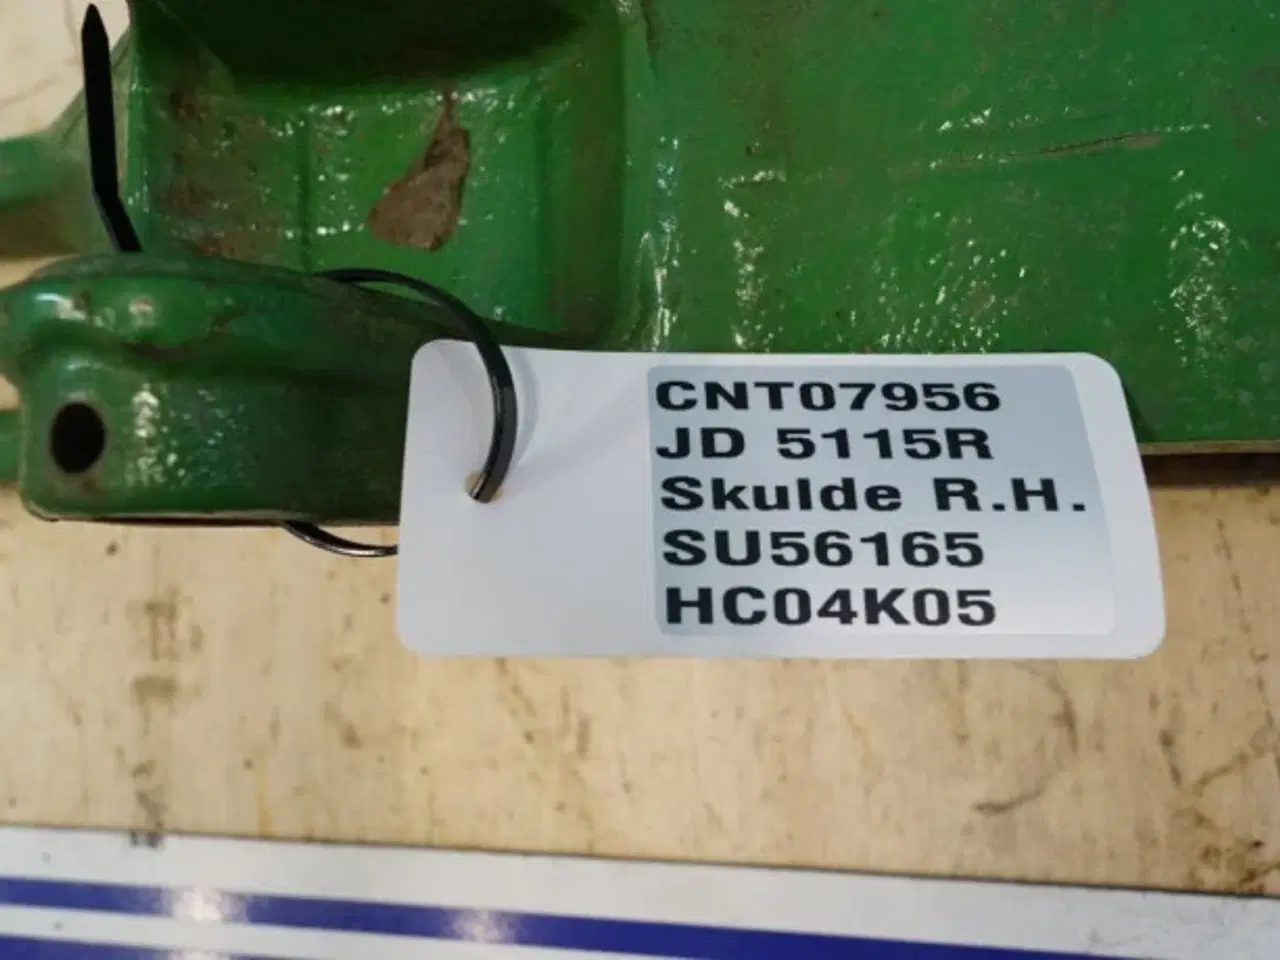 CNT07956
JD 5115R
Skulde R.H.
SU56165
HC04K05